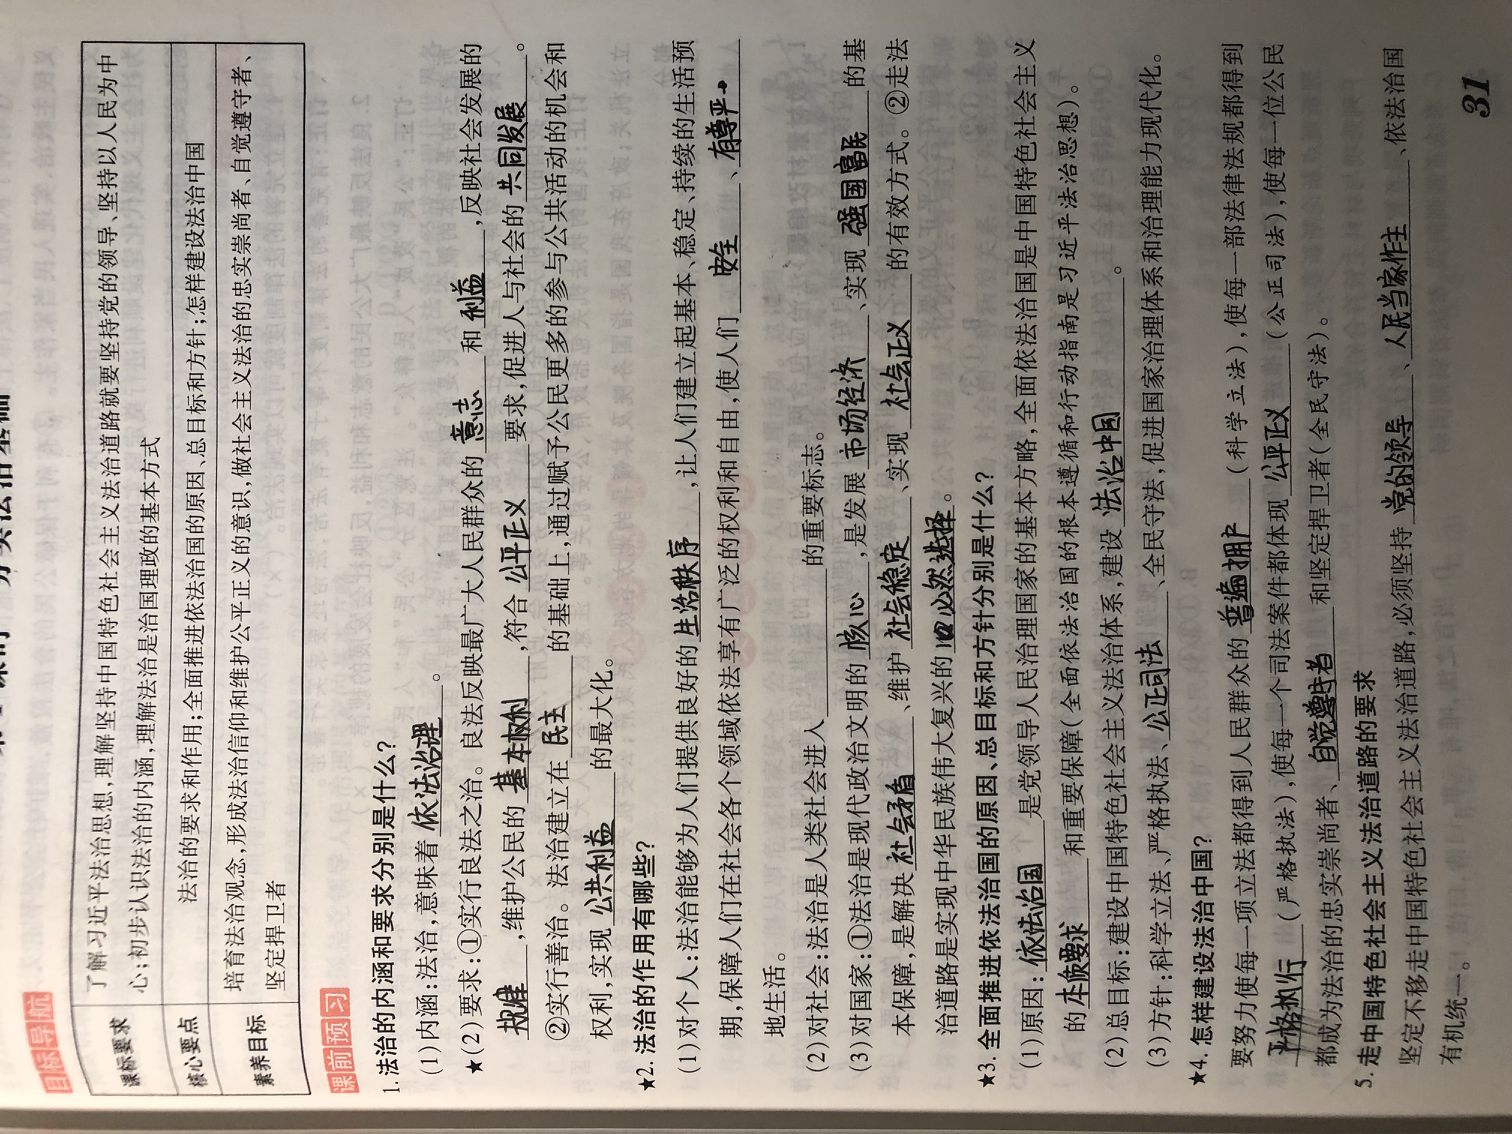 目标导航
课标要求 了解习近平法治思想,理解坚持中国特色社会主义法治道路就要坚持党的领导、坚持以人民为中
心;初步认识法治的内涵,理解法治是治国理政的基本方式
核心要点 法治的要求和作用;全面推进依法治国的原因、总目标和方针;怎样建设法治中国
素养目标 培育法治观念,形成法治信仰和维护公平正义的意识,做社会主义法治的忠实崇尚者、自觉遵守者、
坚定捍卫者
课前预习
1.法治的内涵和要求分别是什么?
(1)内涵:法治,意味着 依法治理 。
★(2)要求:①实行良法之治。良法反映最广大人民群众的 意志 和 利益 ,反映社会发展的
规律 ,维护公民的 基本权利 ,符合 公平正义 要求,促进人与社会的 共同发展 。
②实行善治。法治建立在 民主 的基础上,通过赋予公民更多的参与公共活动的机会和
权利,实现 公共利益 的最大化。
★2.法治的作用有哪些?
(1)对个人:法治能够为人们提供良好的 生活秩序 ,让人们建立起基本、稳定、持续的生活预
期,保障人们在社会各个领域依法享有广泛的权利和自由,使人们 安全 、有尊严
地生活。
(2)对社会:法治是人类社会进入 的重要标志。
(3)对国家:①法治是现代政治文明的 核心 ,是发展 市场经济 、实现 强国富民 的基
本保障,是解决 社会矛盾 、维护 社会稳定 、实现 社会正义 的有效方式。②走法
治道路是实现中华民族伟大复兴的 必然选择 。
★3.全面推进依法治国的原因、总目标和方针分别是什么?
(1)原因: 依法治国 是党领导人民治理国家的基本方略,全面依法治国是中国特色社会主义
的 本质要求 和重要保障(全面依法治国的根本遵循和行动指南是习近平法治思想)。
(2)总目标:建设中国特色社会主义法治体系,建设 法治中国 。
(3)方针:科学立法、严格执法、 公正司法 、全民守法,促进国家治理体系和治理能力现代化。
★4.怎样建设法治中国?
要努力使每一项立法都得到人民群众的 普遍拥户 (科学立法),使每一部法律法规都得到
严格执行 (严格执法),使每一个司法案件都体现 公平正义 (公正司法),使每一位公民
都成为法治的忠实崇尚者、 自觉遵守者 和坚定捍卫者(全民守法)。
5.走中国特色社会主义法治道路的要求
坚定不移走中国特色社会主义法治道路,必须坚持 党的领导 、人民当家作主 、依法治国
有机统一。
31